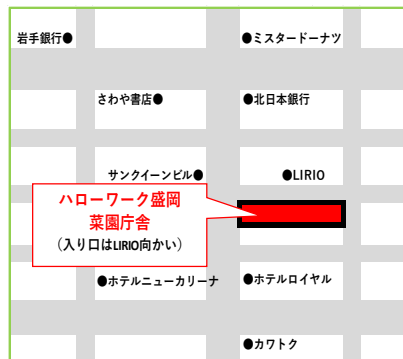 岩手銀行●
●ミスタードーナツ
さわや書店●
●北日本銀行
サンクイーンビル●
●LIRIO
ハローワーク盛岡
菜園庁舎
（入り口はLIRIO向かい）
●ホテルニューカリーナ
●ホテルロイヤル
●カワトク